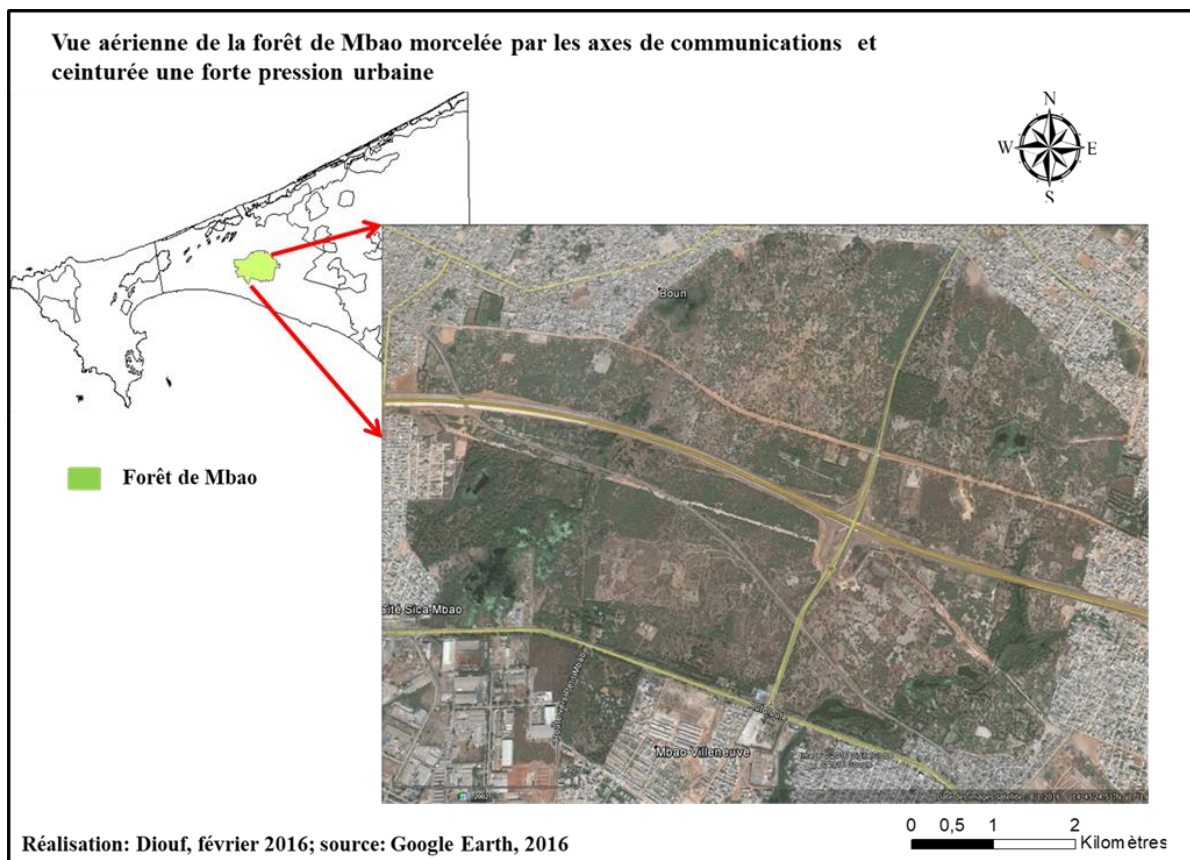 Vue aérienne de la forêt de Mbao morcelée par les axes de communications et
ceinturée une forte pression urbaine
N
W E
S
Boun
Forêt de Mbao
Cité Sica Mbao
Mbao Villeneuve
2002
Réalisation: Diouf, février 2016; source: Google Earth, 2016
0 0,5 1 2
Kilomètres